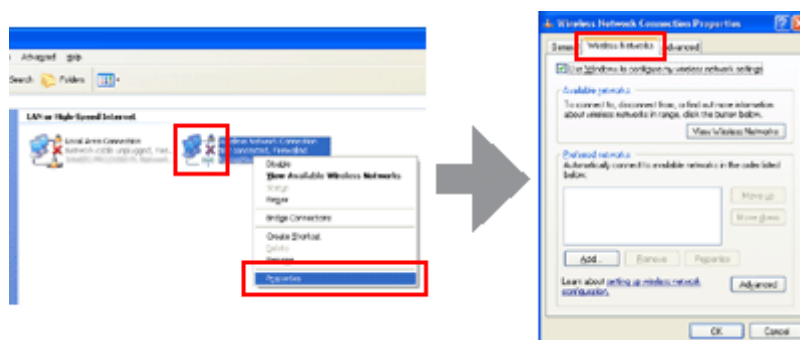 Advanced Help
Search Folders
LAN or High-Speed Internet
Local Area Connection
Network cable unplugged, Fire...
Wireless Network Connection
Not connected, Firewalled
Disable
View Available Wireless Networks
Status
Repair
Bridge Connections
Create Shortcut
Delete
Rename
Properties
Wireless Network Connection Properties
General Wireless Networks Advanced
Use Windows to configure my wireless network settings
Available networks
To connect to, disconnect from, or find out more information
about wireless networks in range, click the button below.
View Wireless Networks
Preferred networks
Automatically connect to available networks in the order listed
below:
Move up
Move down
Add... Remove Properties
Learn about setting up wireless network
configuration.
Advanced
OK Cancel